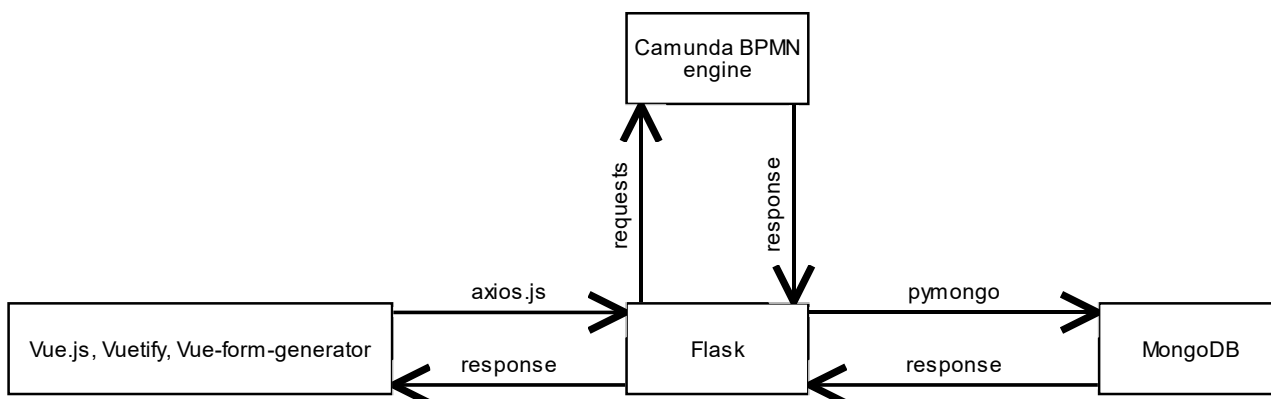 Camunda BPMN
engine
requests
response
axios.js
pymongo
Vue.js, Vuetify, Vue-form-generator
Flask
MongoDB
response
response